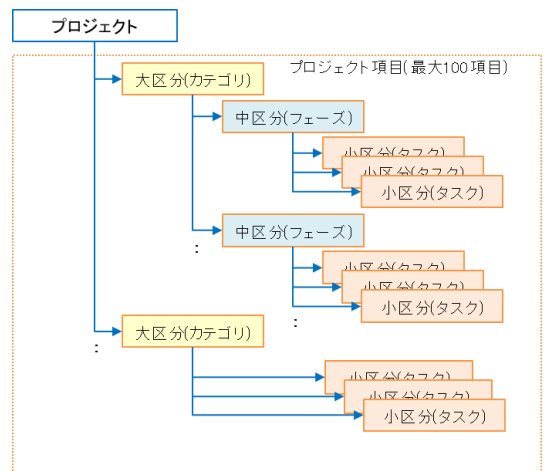 プロジェクト
プロジェクト項目(最大100項目)
大区分(カテゴリ)
中区分(フェーズ)
小区分(タスク)
小区分(タスク)
小区分(タスク)
中区分(フェーズ)
:
小区分(タスク)
小区分(タスク)
小区分(タスク)
:
大区分(カテゴリ)
:
小区分(タスク)
小区分(タスク)
小区分(タスク)